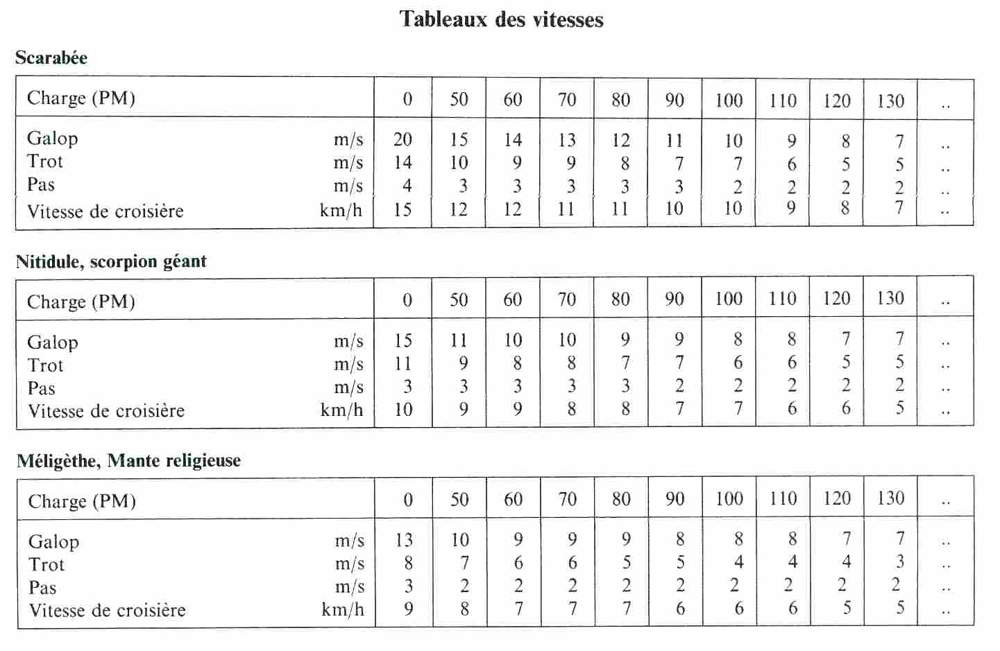 Tableaux des vitesses
Scarabée
Charge (PM) 0 50 60 70 80 90 100 110 120 130 ..
Galop m/s 20 15 14 13 12 11 10 9 8 7 ..
Trot m/s 14 10 9 9 8 7 7 6 5 5 ..
Pas m/s 4 3 3 3 3 3 2 2 2 2 ..
Vitesse de croisière km/h 15 12 12 11 11 10 10 9 8 7 ..
Nitidule, scorpion géant
Charge (PM) 0 50 60 70 80 90 100 110 120 130 ..
Galop m/s 15 11 10 10 9 9 8 8 7 7 ..
Trot m/s 11 9 8 8 7 7 6 6 5 5 ..
Pas m/s 3 3 3 3 3 2 2 2 2 2 ..
Vitesse de croisière km/h 10 9 9 8 8 7 7 6 6 5 ..
Méligèthe, Mante religieuse
Charge (PM) 0 50 60 70 80 90 100 110 120 130 ..
Galop m/s 13 10 9 9 9 8 8 8 7 7 ..
Trot m/s 8 7 6 6 5 5 4 4 4 3 ..
Pas m/s 3 2 2 2 2 2 2 2 2 2 ..
Vitesse de croisière km/h 9 8 7 7 7 6 6 6 5 5 ..